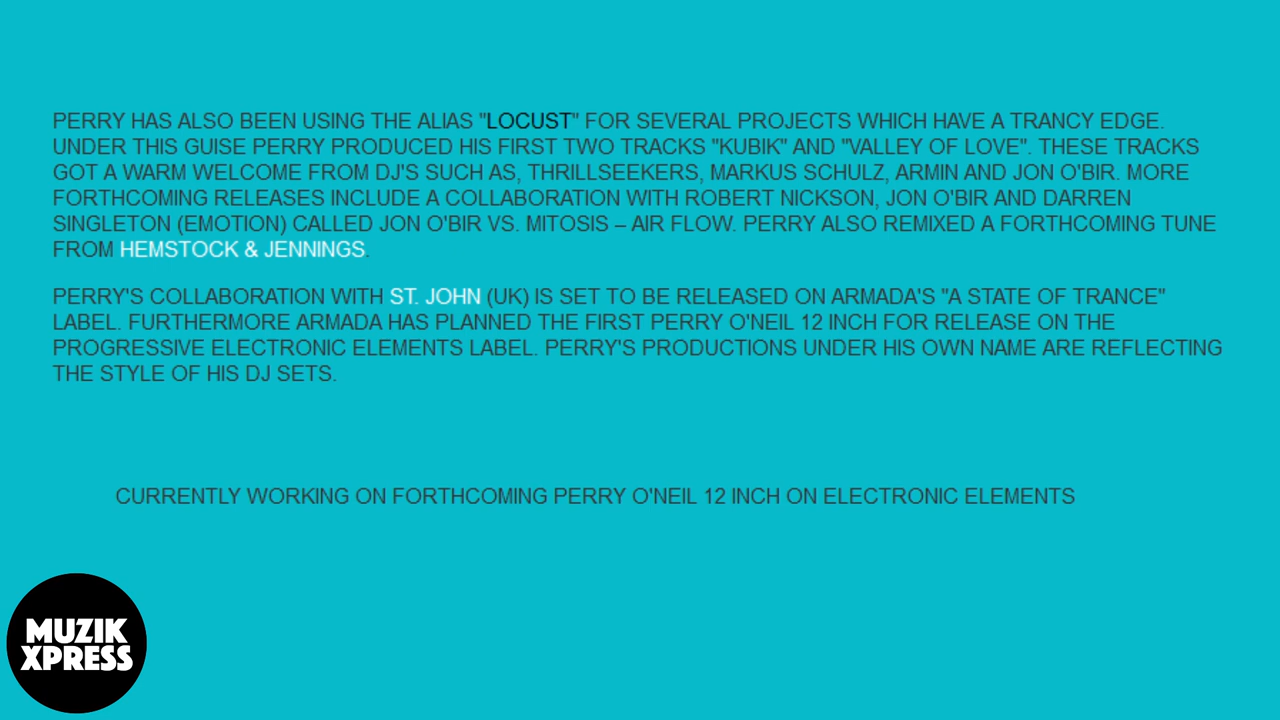 PERRY HAS ALSO BEEN USING THE ALIAS "LOCUST" FOR SEVERAL PROJECTS WHICH HAVE A TRANCY EDGE.
UNDER THIS GUISE PERRY PRODUCED HIS FIRST TWO TRACKS "KUBIK" AND "VALLEY OF LOVE". THESE TRACKS
GOT A WARM WELCOME FROM DJ'S SUCH AS, THRILLSEEKERS, MARKUS SCHULZ, ARMIN AND JON O'BIR. MORE
FORTHCOMING RELEASES INCLUDE A COLLABORATION WITH ROBERT NICKSON, JON O'BIR AND DARREN
SINGLETON (EMOTION) CALLED JON O'BIR VS. MITOSIS – AIR FLOW. PERRY ALSO REMIXED A FORTHCOMING TUNE
FROM HEMSTOCK & JENNINGS.
PERRY'S COLLABORATION WITH ST. JOHN (UK) IS SET TO BE RELEASED ON ARMADA'S "A STATE OF TRANCE"
LABEL. FURTHERMORE ARMADA HAS PLANNED THE FIRST PERRY O'NEIL 12 INCH FOR RELEASE ON THE
PROGRESSIVE ELECTRONIC ELEMENTS LABEL. PERRY'S PRODUCTIONS UNDER HIS OWN NAME ARE REFLECTING
THE STYLE OF HIS DJ SETS.
CURRENTLY WORKING ON FORTHCOMING PERRY O'NEIL 12 INCH ON ELECTRONIC ELEMENTS
MUZIK
XPRESS